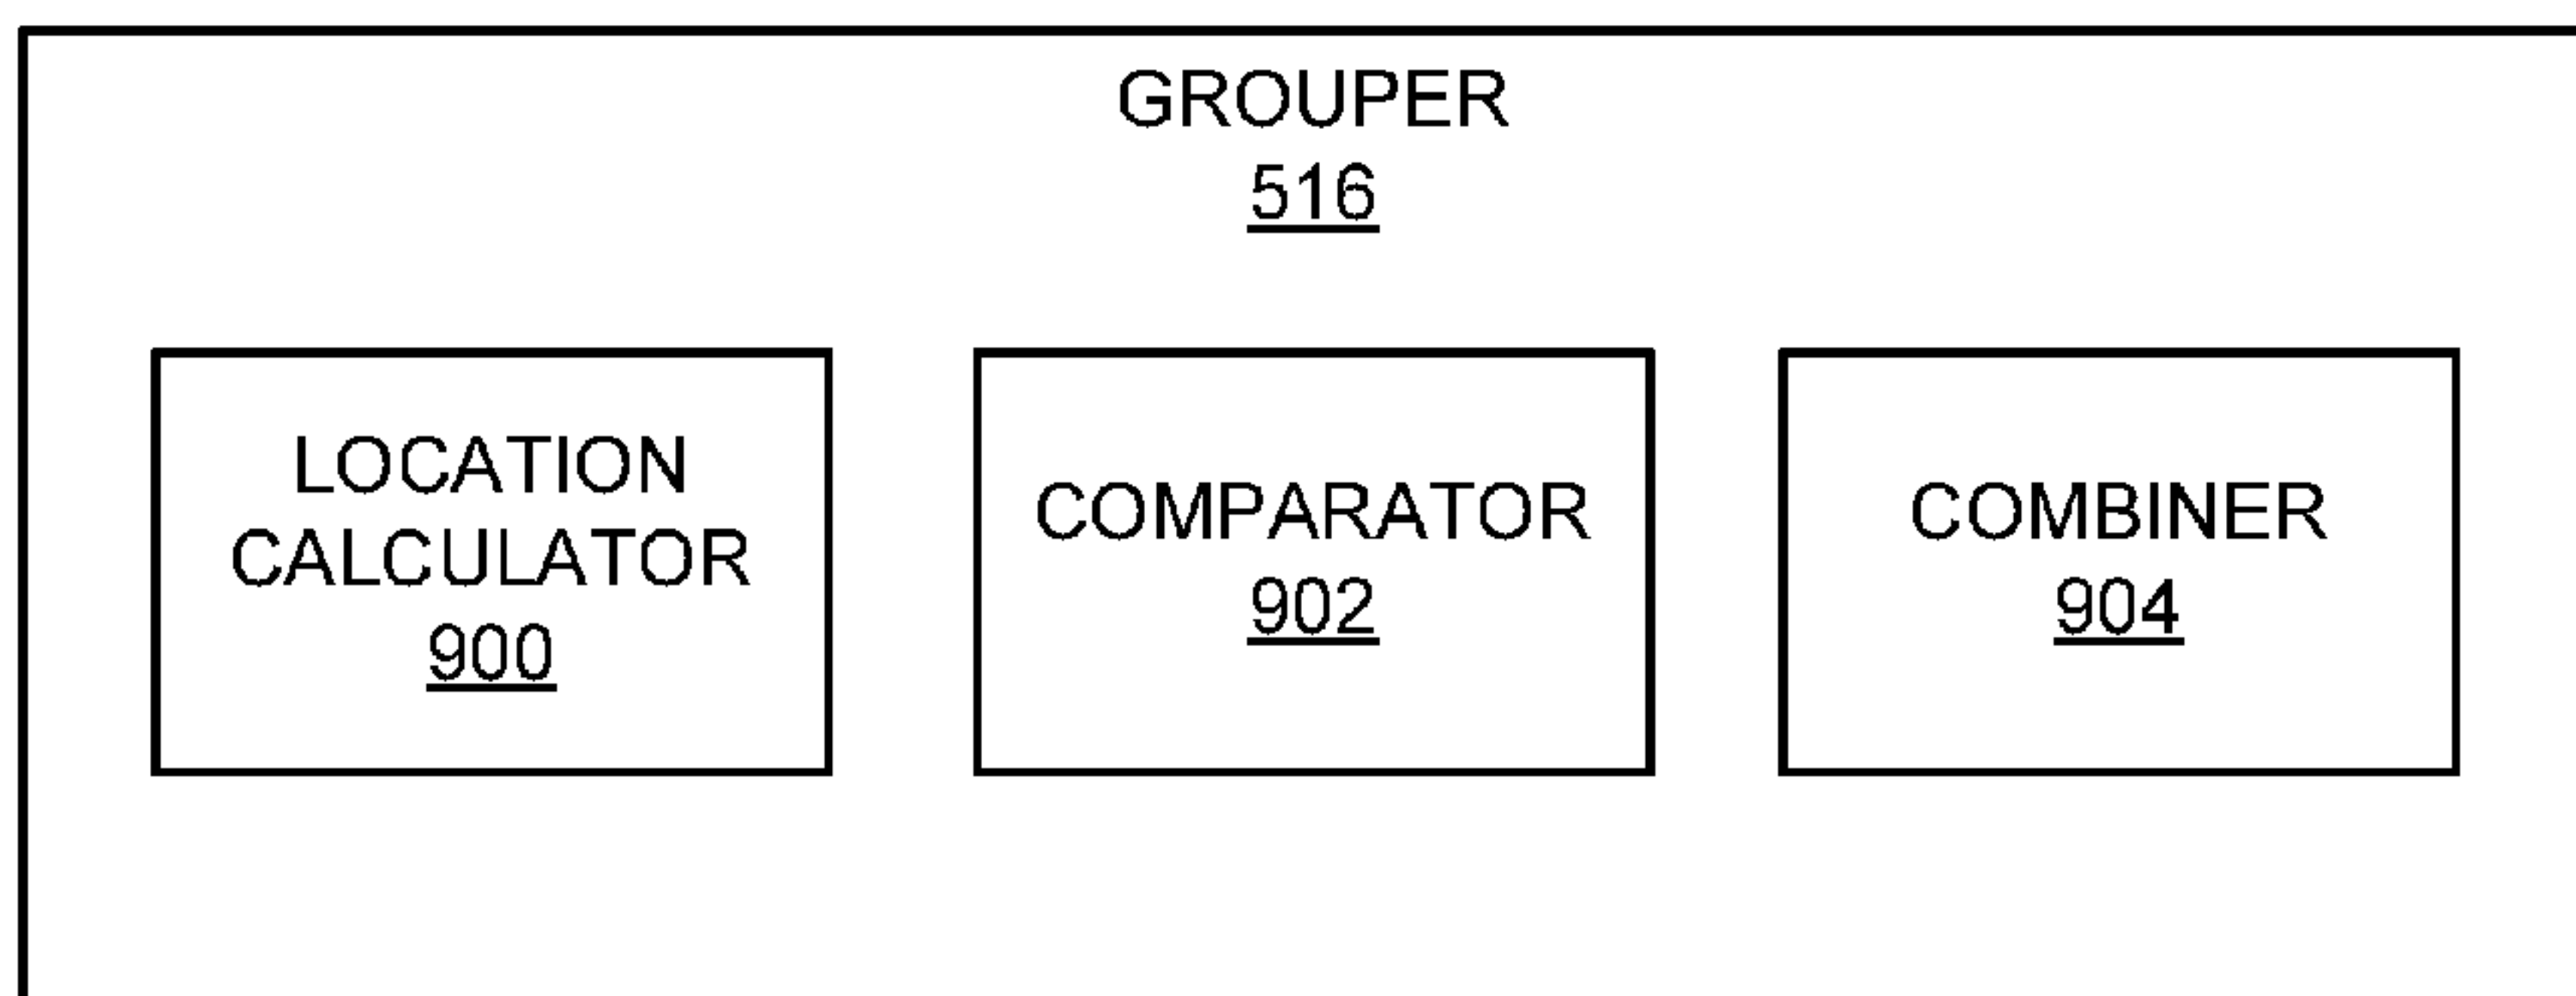 GROUPER
516
LOCATION
CALCULATOR
900
COMPARATOR
902
COMBINER
904